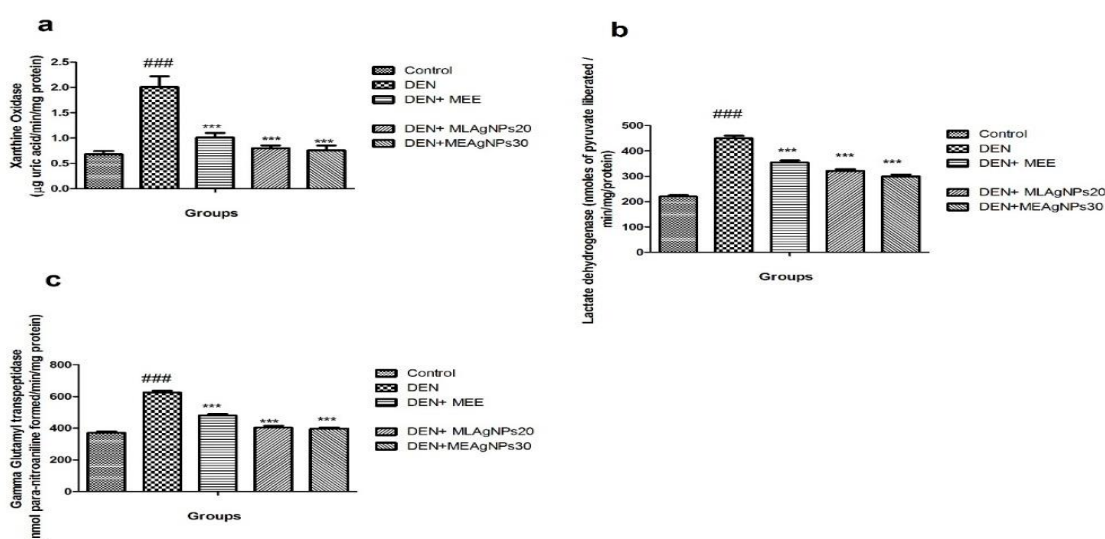 a
Xanthine Oxidase
(µg uric acid/min/mg protein)
2.5
2.0
1.5
1.0
0.5
0.0
###
***
***
***
Groups
Control
DEN
DEN+ MEE
DEN+ MLAgNPs20
DEN+MEAgNPs30
b
Lactate dehydrogenase (nmoles of pyruvate liberated /
min/mg/protein)
500
400
300
200
100
0
###
***
***
***
Groups
Control
DEN
DEN+ MEE
DEN+ MLAgNPs20
DEN+MEAgNPs30
c
Gamma Glutamyl transpeptidase
nmol para-nitroaniline formed/min/mg protein)
800
600
400
200
0
###
***
***
***
Groups
Control
DEN
DEN+ MEE
DEN+ MLAgNPs20
DEN+MEAgNPs30